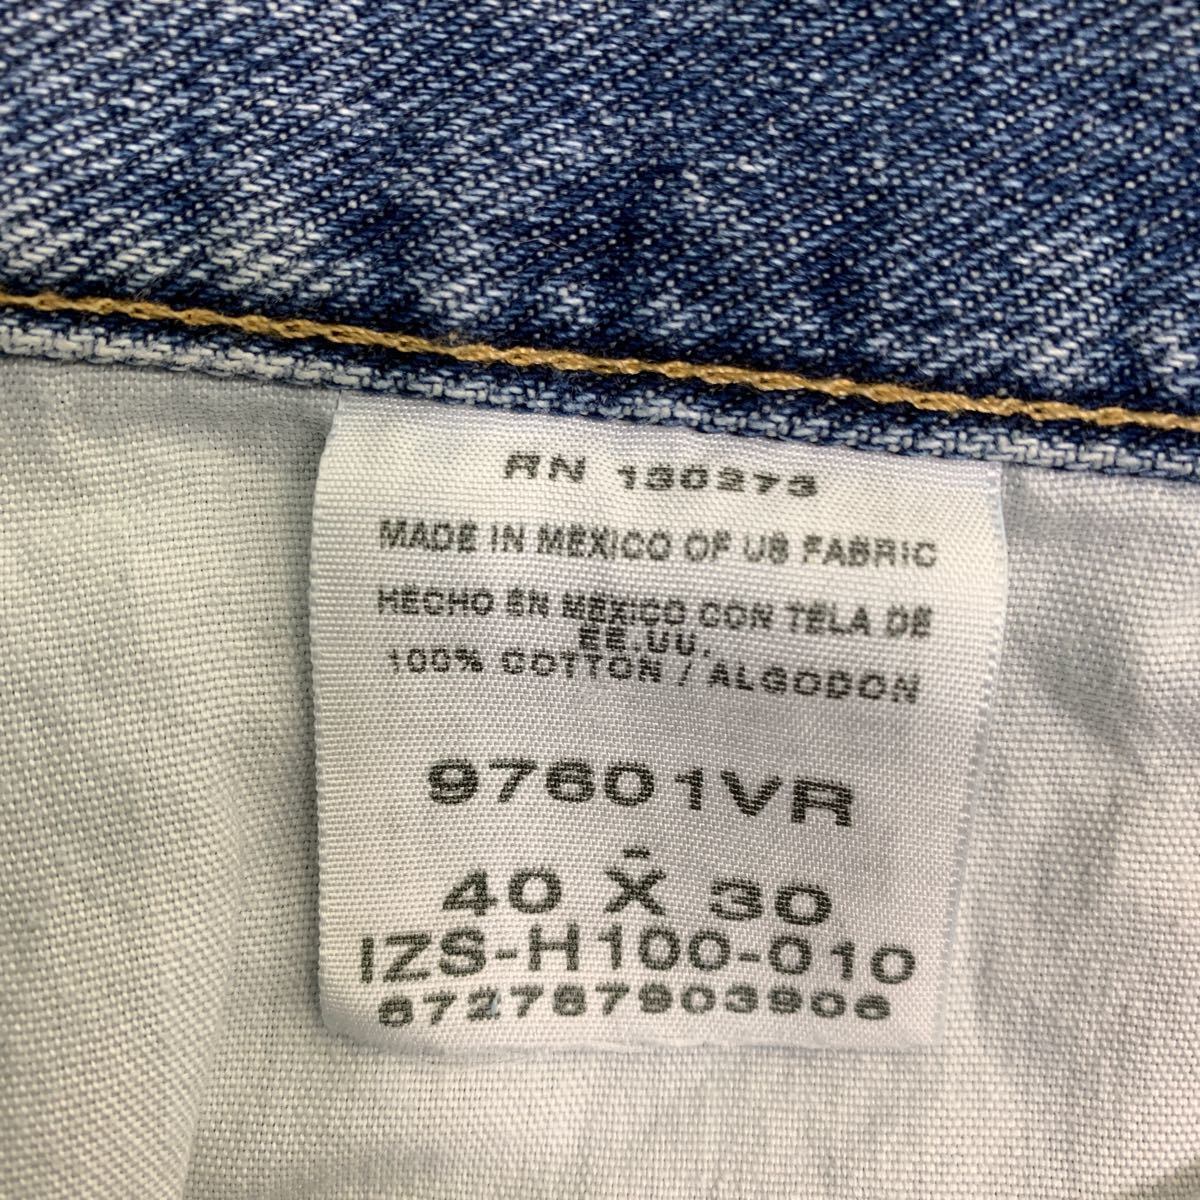 RN 130273
MADE IN MEXICO OF US FABRIC
HECHO EN MEXICO CON TELA DE
EE.UU.
100% COTTON / ALGODON
97601VR
-
40 X 30
IZS-H100-010
672787903906